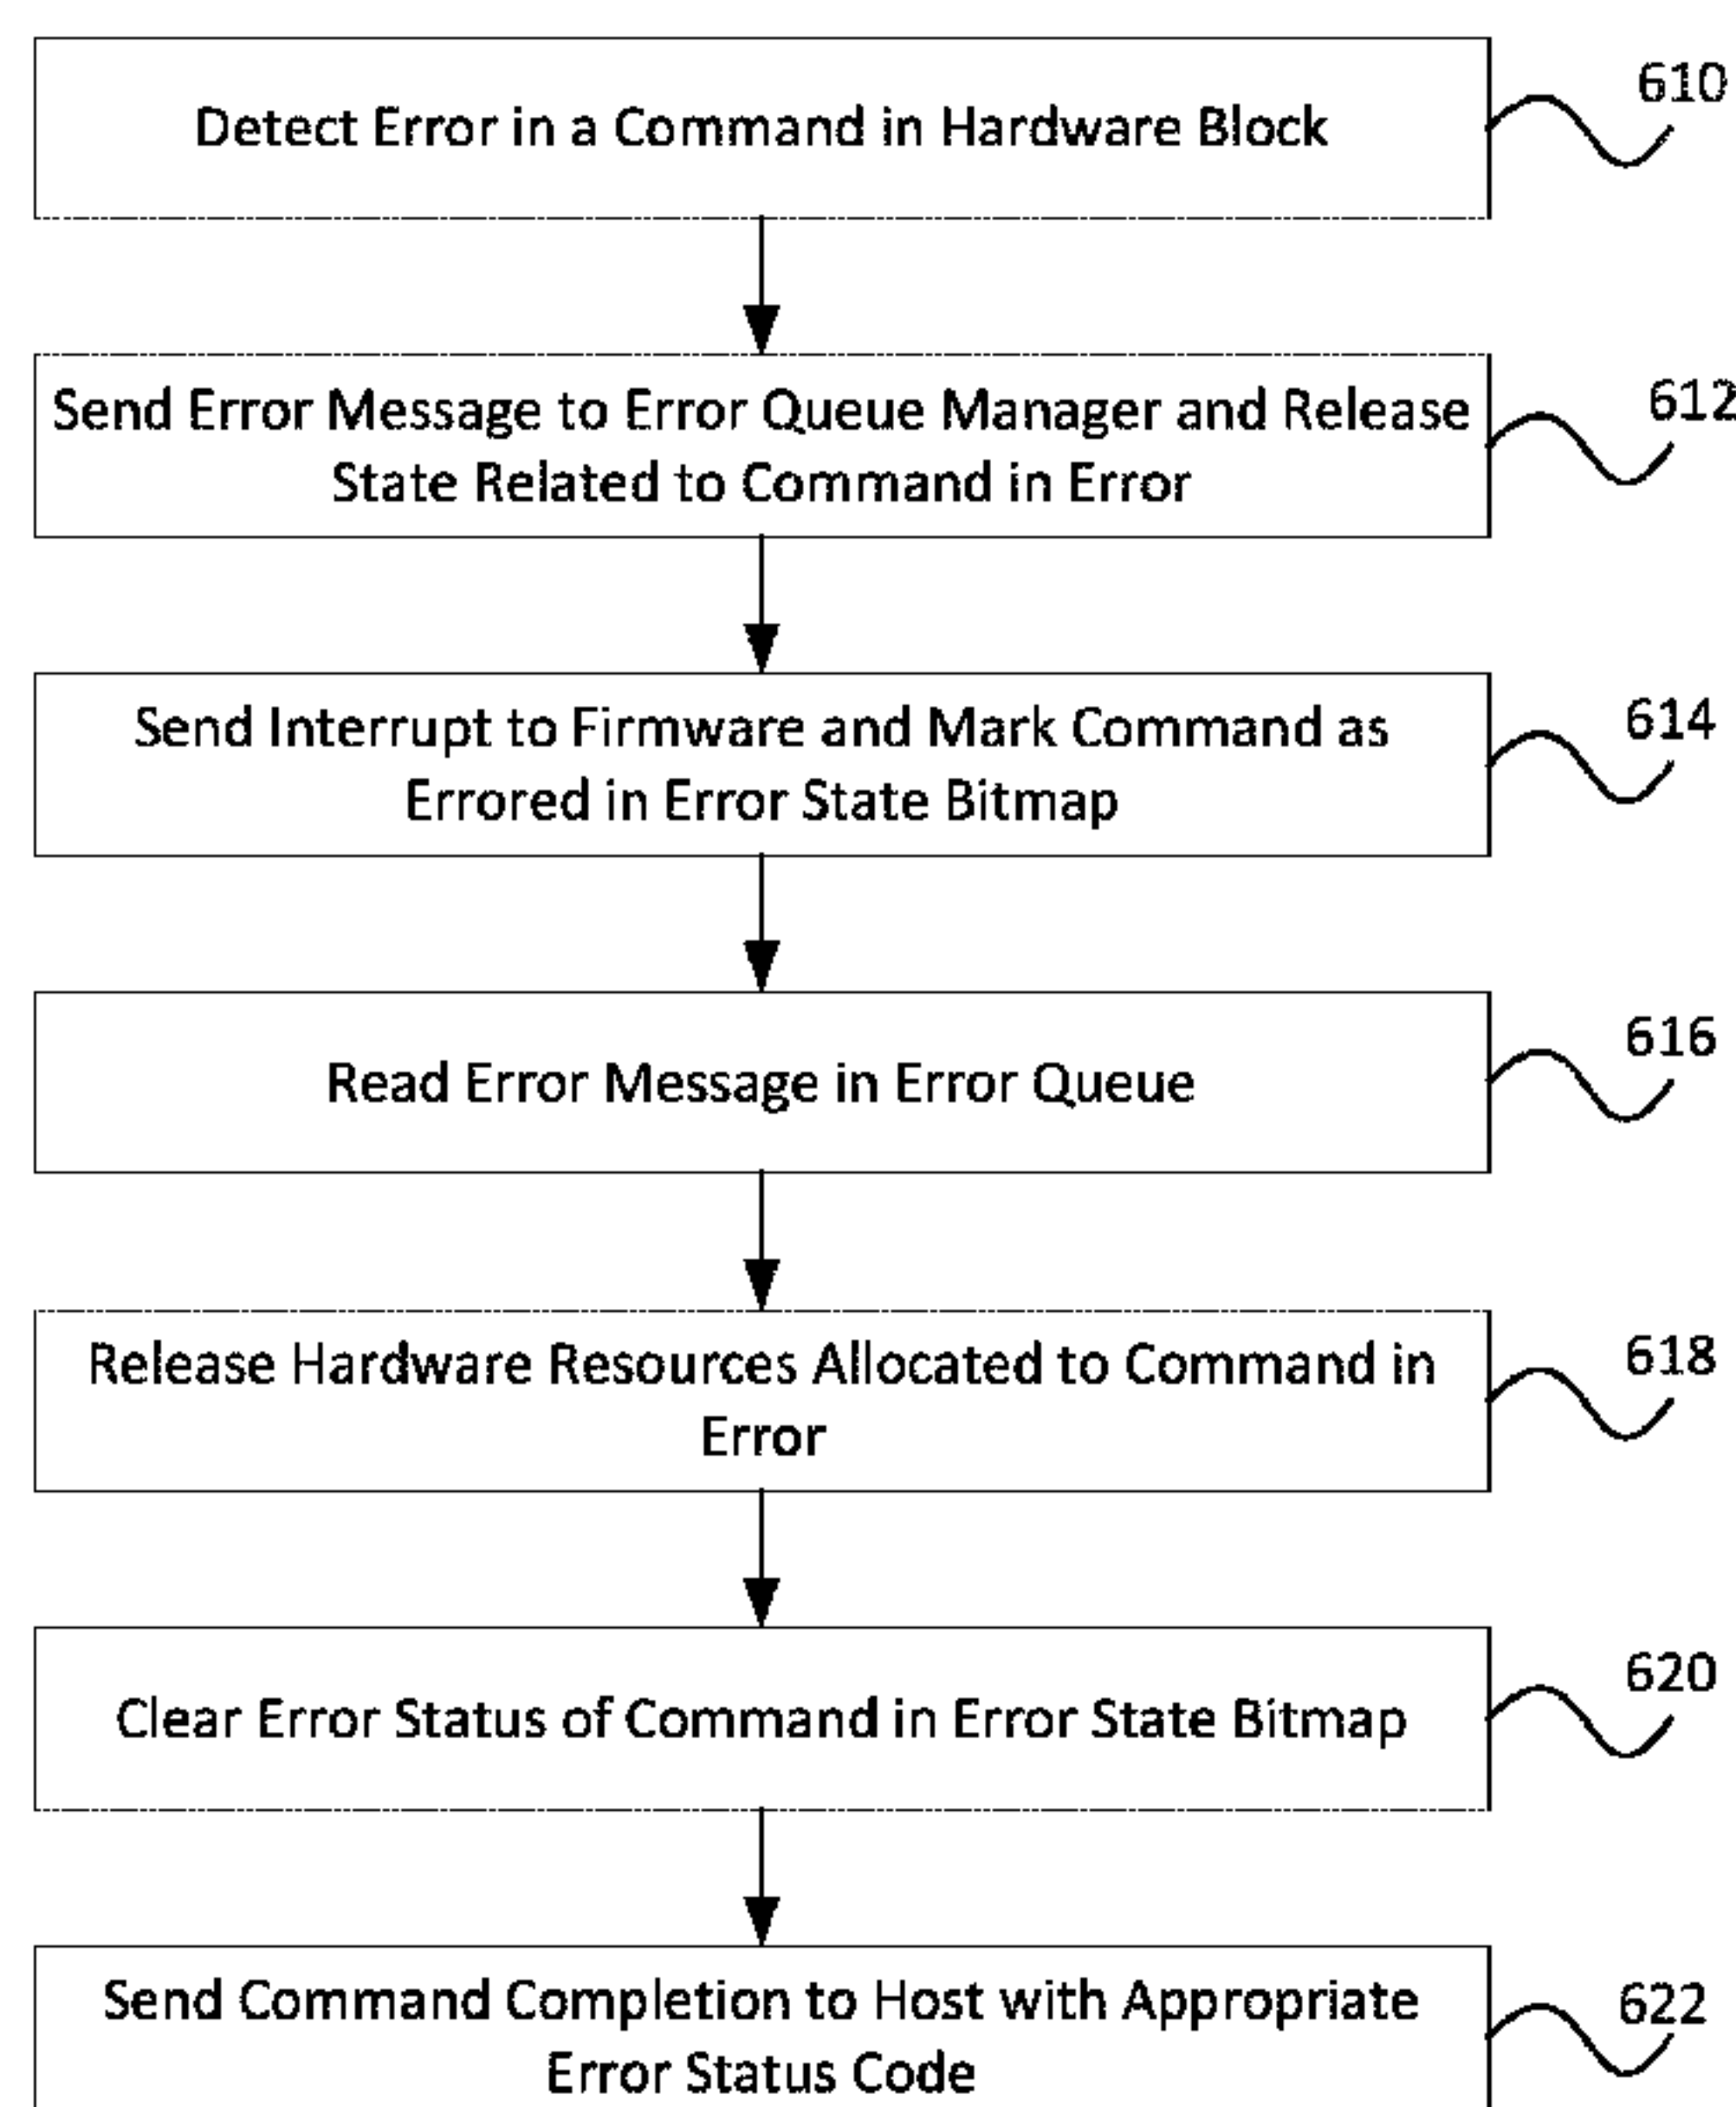 Detect Error in a Command in Hardware Block
610
Send Error Message to Error Queue Manager and Release
State Related to Command in Error
612
Send Interrupt to Firmware and Mark Command as
Errored in Error State Bitmap
614
Read Error Message in Error Queue
616
Release Hardware Resources Allocated to Command in
Error
618
Clear Error Status of Command in Error State Bitmap
620
Send Command Completion to Host with Appropriate
Error Status Code
622